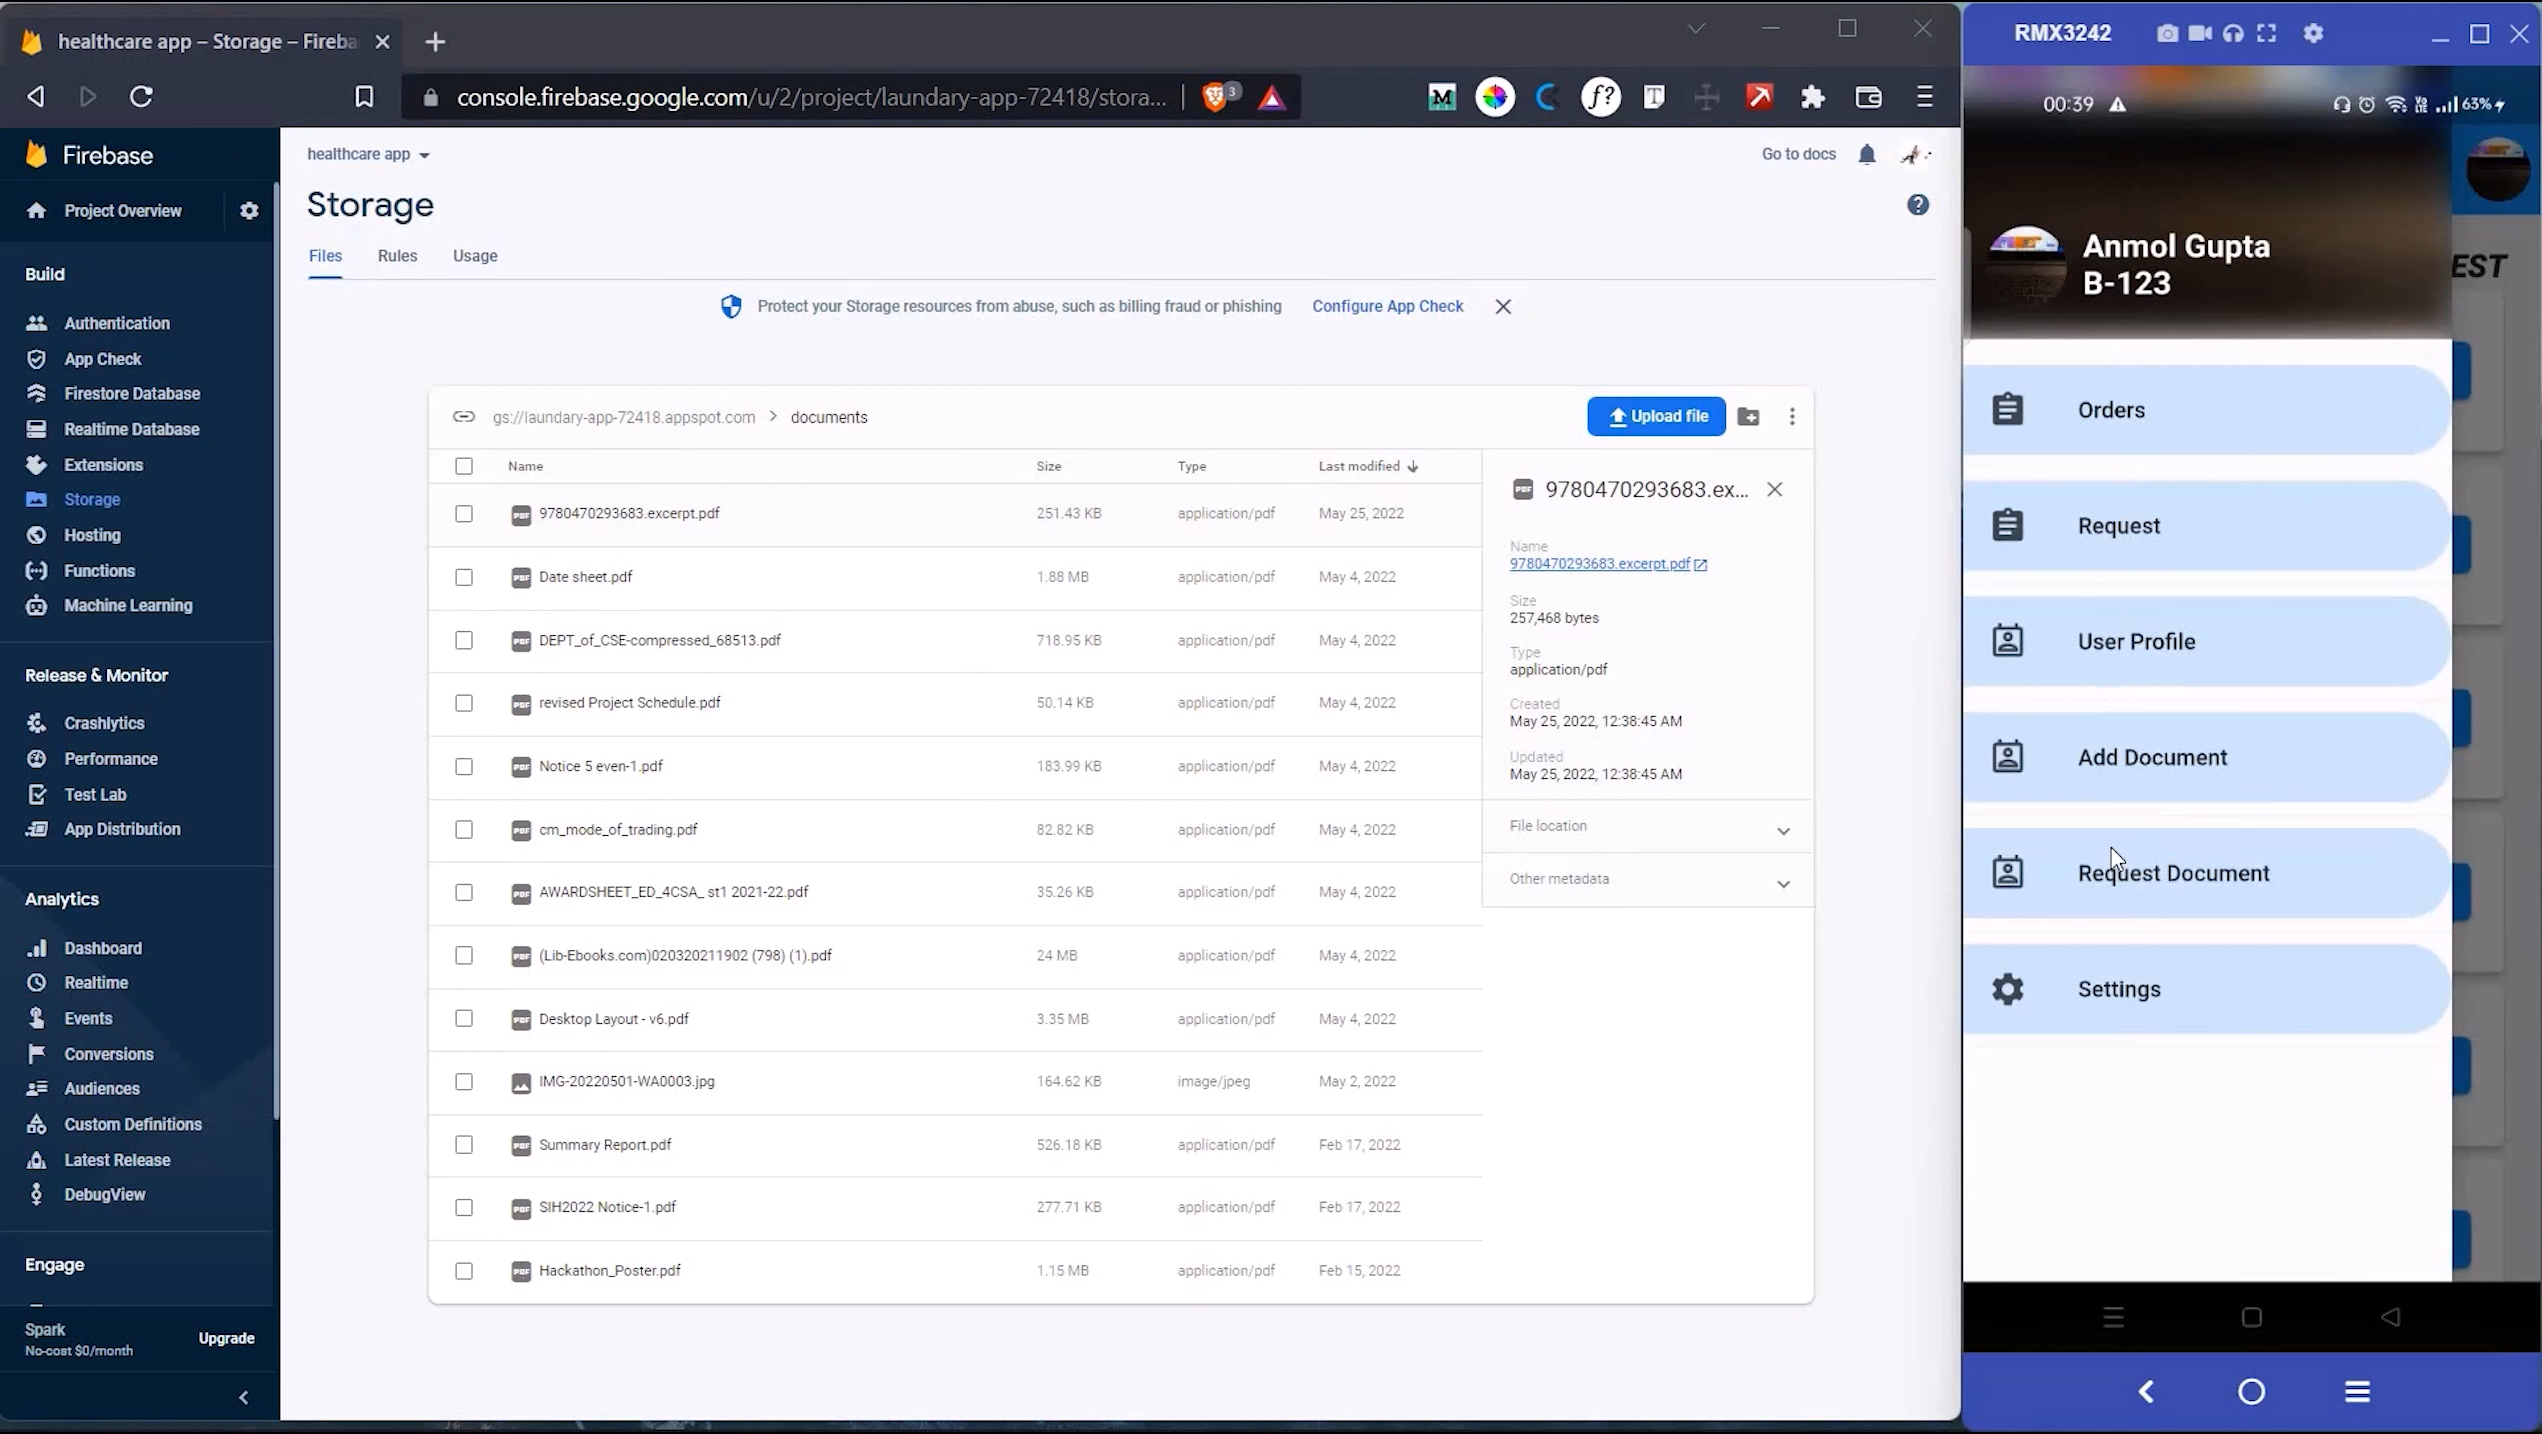 healthcare app – Storage – Fireba
console.firebase.google.com/u/2/project/laundary-app-72418/stora...
3
M
f?
T
Firebase
Project Overview
Build
Authentication
App Check
Firestore Database
Realtime Database
Extensions
Storage
Hosting
Functions
Machine Learning
Release & Monitor
Crashlytics
Performance
Test Lab
App Distribution
Analytics
Dashboard
Realtime
Events
Conversions
Audiences
Custom Definitions
Latest Release
DebugView
Engage
Spark
No-cost $0/month
Upgrade
healthcare app
Go to docs
Storage
Files Rules Usage
Protect your Storage resources from abuse, such as billing fraud or phishing Configure App Check
gs://laundary-app-72418.appspot.com > documents
Upload file
Name Size Type Last modified
9780470293683.excerpt.pdf 251.43 KB application/pdf May 25, 2022
Date sheet.pdf 1.88 MB application/pdf May 4, 2022
DEPT_of_CSE-compressed_68513.pdf 718.95 KB application/pdf May 4, 2022
revised Project Schedule.pdf 50.14 KB application/pdf May 4, 2022
Notice 5 even-1.pdf 183.99 KB application/pdf May 4, 2022
cm_mode_of_trading.pdf 82.82 KB application/pdf May 4, 2022
AWARDSHEET_ED_4CSA_ st1 2021-22.pdf 35.26 KB application/pdf May 4, 2022
(Lib-Ebooks.com)020320211902 (798) (1).pdf 24 MB application/pdf May 4, 2022
Desktop Layout - v6.pdf 3.35 MB application/pdf May 4, 2022
IMG-20220501-WA0003.jpg 164.62 KB image/jpeg May 2, 2022
Summary Report.pdf 526.18 KB application/pdf Feb 17, 2022
SIH2022 Notice-1.pdf 277.71 KB application/pdf Feb 17, 2022
Hackathon_Poster.pdf 1.15 MB application/pdf Feb 15, 2022
9780470293683.ex...
Name
9780470293683.excerpt.pdf
Size
257,468 bytes
Type
application/pdf
Created
May 25, 2022, 12:38:45 AM
Updated
May 25, 2022, 12:38:45 AM
File location
Other metadata
RMX3242
00:39
63%
Anmol Gupta
B-123
EST
Orders
Request
User Profile
Add Document
Request Document
Settings